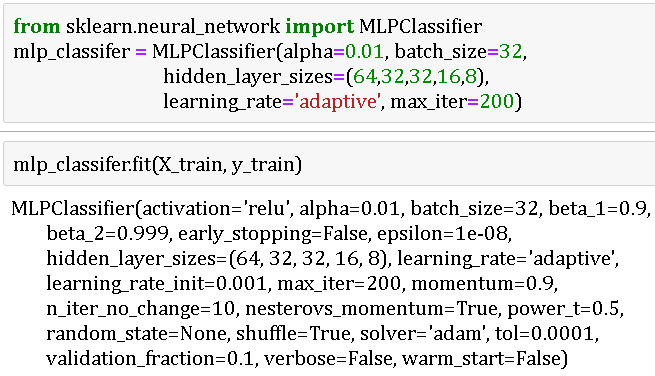 from sklearn.neural_network import MLPClassifier
mlp_classifer = MLPClassifier(alpha=0.01, batch_size=32,
hidden_layer_sizes=(64,32,32,16,8),
learning_rate='adaptive', max_iter=200)
mlp_classifer.fit(X_train, y_train)
MLPClassifier(activation='relu', alpha=0.01, batch_size=32, beta_1=0.9,
beta_2=0.999, early_stopping=False, epsilon=1e-08,
hidden_layer_sizes=(64, 32, 32, 16, 8), learning_rate='adaptive',
learning_rate_init=0.001, max_iter=200, momentum=0.9,
n_iter_no_change=10, nesterovs_momentum=True, power_t=0.5,
random_state=None, shuffle=True, solver='adam', tol=0.0001,
validation_fraction=0.1, verbose=False, warm_start=False)